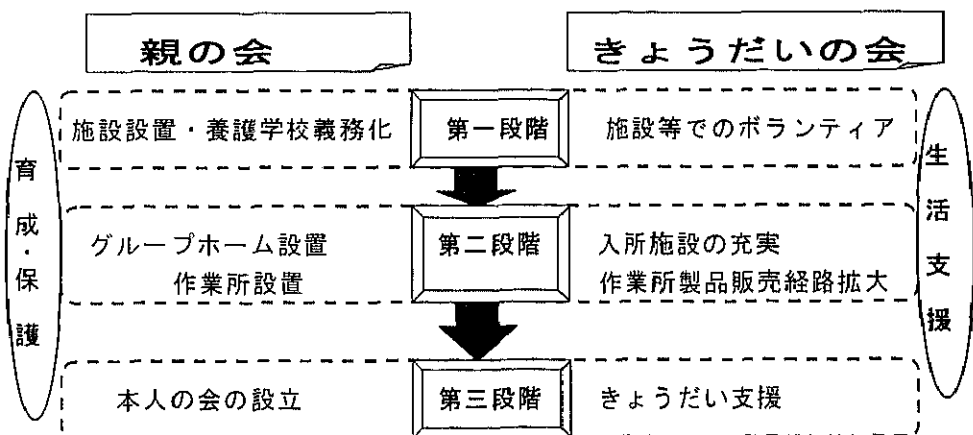 親の会
きょうだいの会
育成・保護
施設設置・養護学校義務化
第一段階
施設等でのボランティア
生活支援
グループホーム設置
作業所設置
第二段階
入所施設の充実
作業所製品販売経路拡大
本人の会の設立
第三段階
きょうだい支援